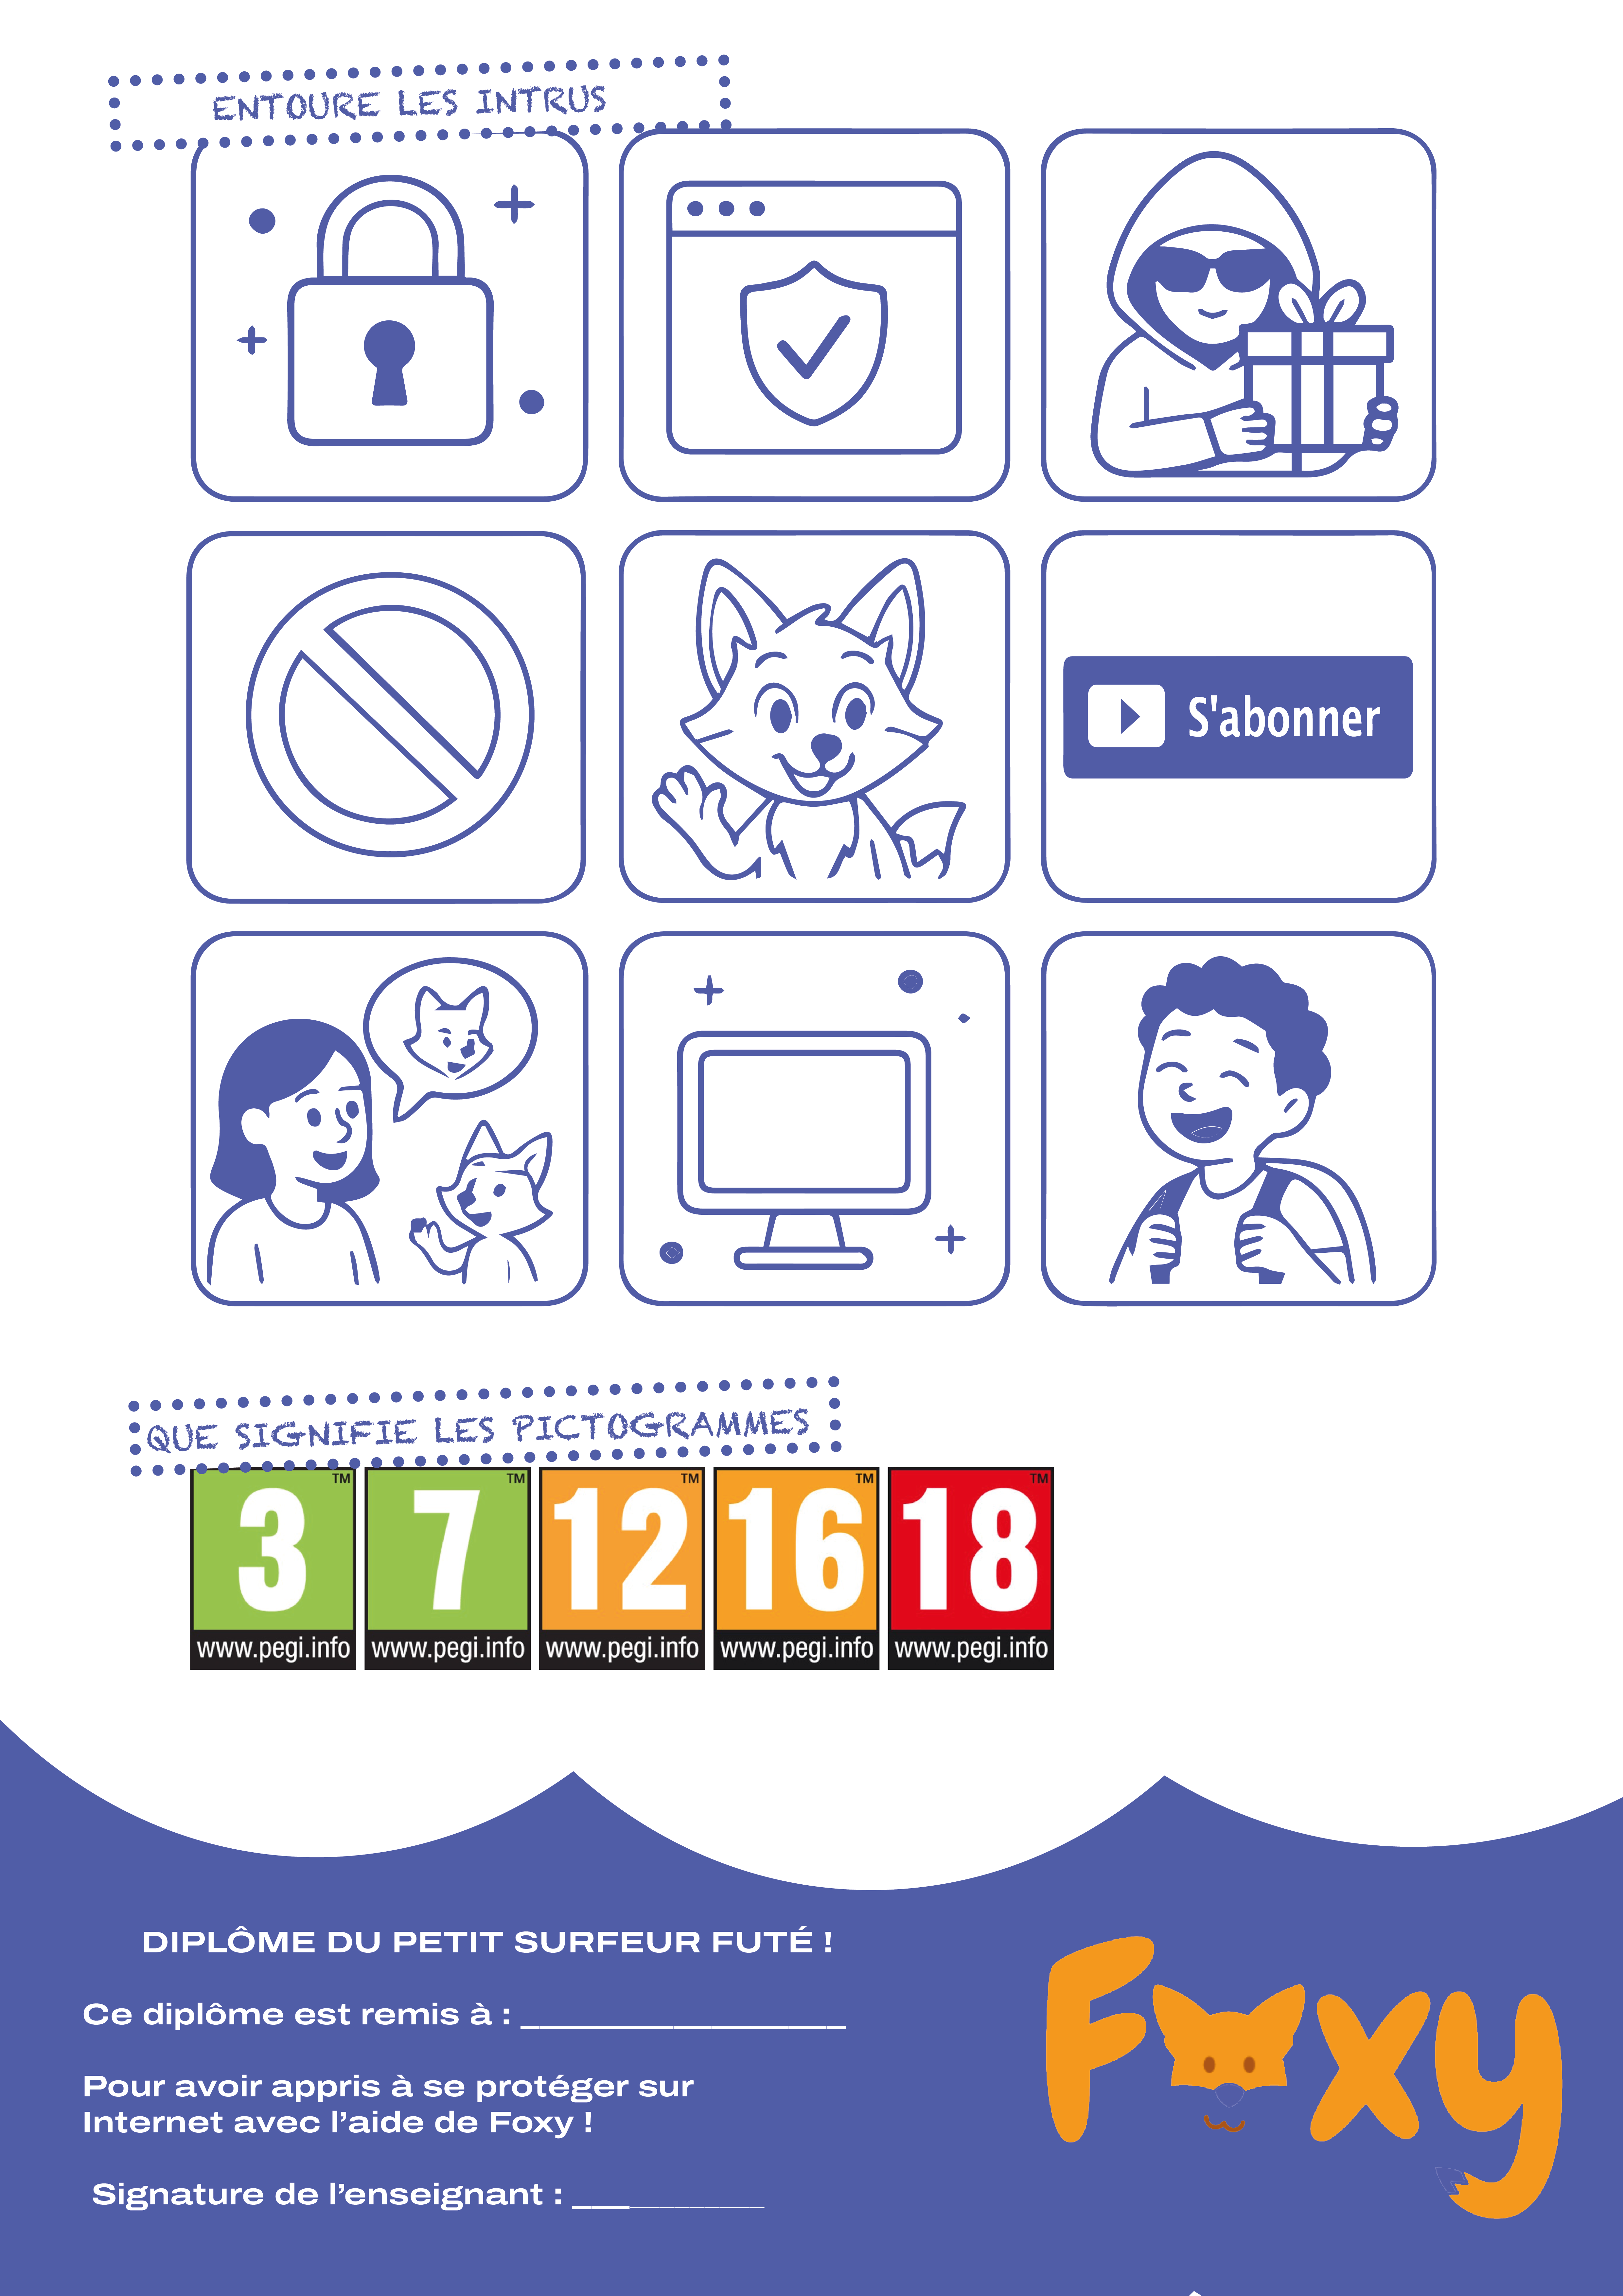 ENTOURE LES INTRUS
S'abonner
QUE SIGNIFIE LES PICTOGRAMMES
3 TM 7 TM 12 TM 16 TM 18 TM
www.pegi.info www.pegi.info www.pegi.info www.pegi.info www.pegi.info
DIPLÔME DU PETIT SURFEUR FUTÉ !
Ce diplôme est remis à : ____________________
Pour avoir appris à se protéger sur
Internet avec l’aide de Foxy !
Signature de l’enseignant : ____________
Foxy